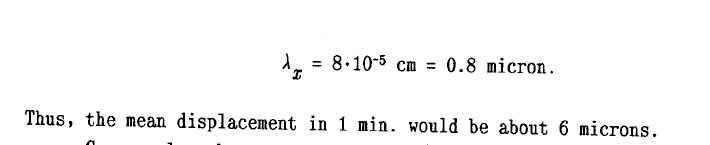 λₓ = 8·10⁻⁵ cm = 0.8 micron.
Thus, the mean displacement in 1 min. would be about 6 microns.